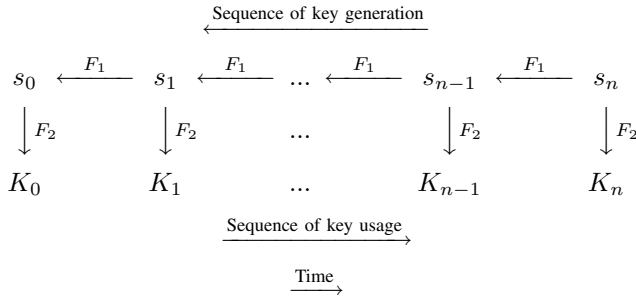 Sequence of key generation
F₁ F₁ F₁ F₁
s₀ s₁ ... sₙ₋₁ sₙ
F₂ F₂ ... F₂ F₂
K₀ K₁ ... Kₙ₋₁ Kₙ
Sequence of key usage
Time